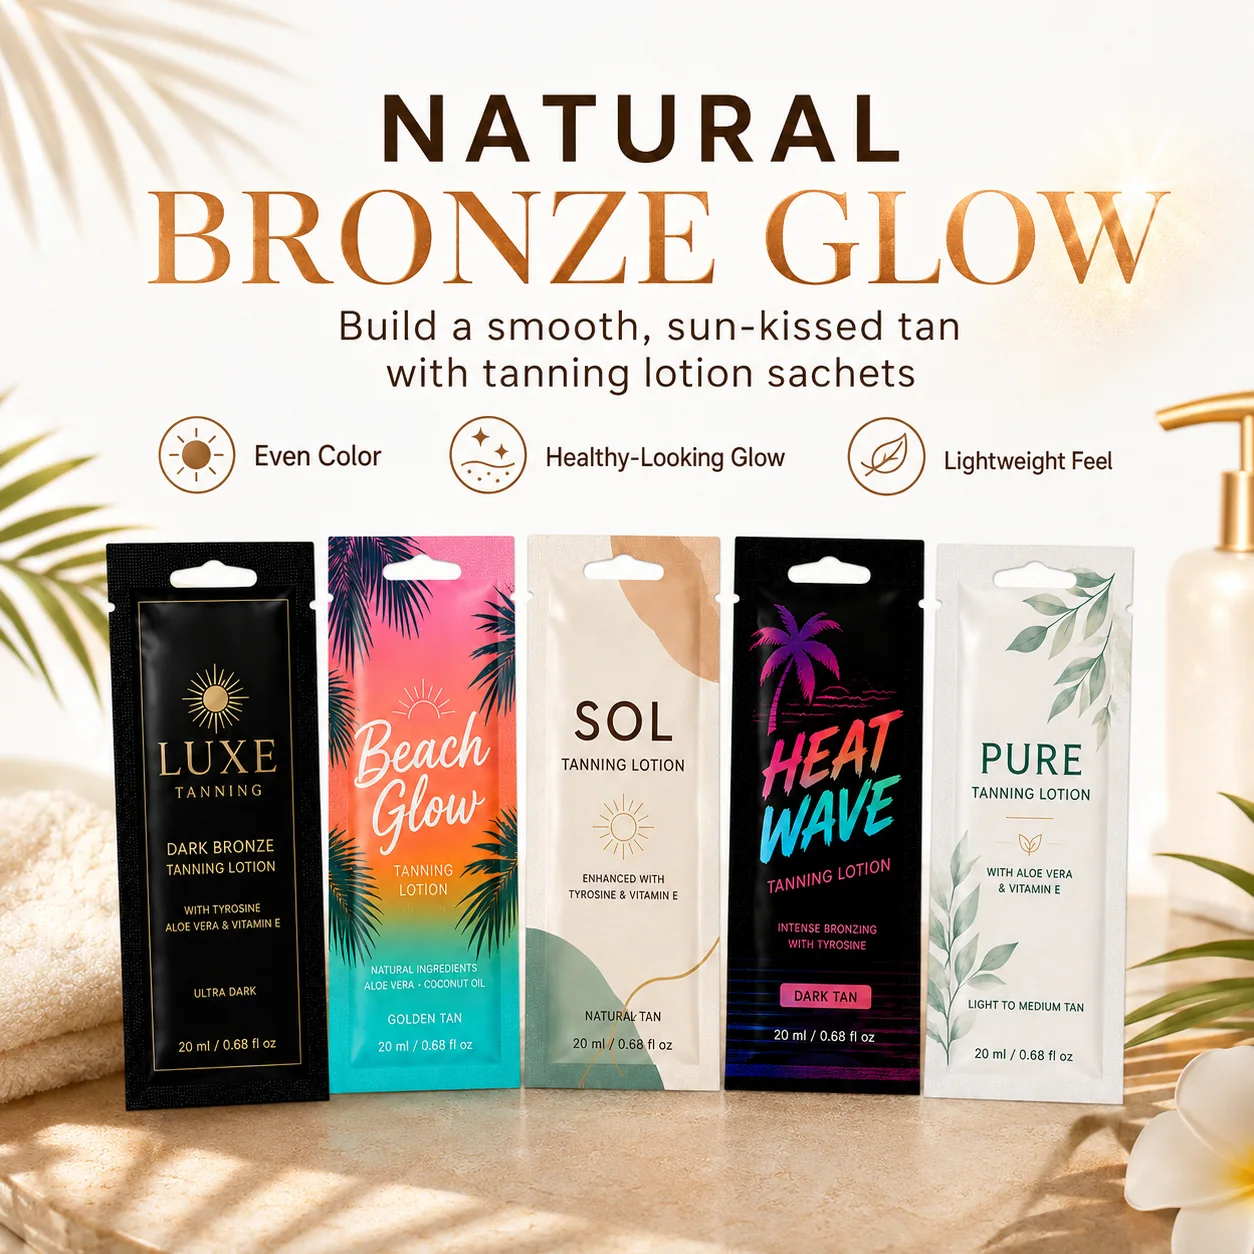 NATURAL
BRONZE GLOW
Build a smooth, sun-kissed tan
with tanning lotion sachets
Even Color
Healthy-Looking Glow
Lightweight Feel
LUXE
TANNING
DARK BRONZE
TANNING LOTION
WITH TYROSINE
ALOE VERA & VITAMIN E
ULTRA DARK
20 ml / 0.68 fl oz
Beach
Glow
TANNING
LOTION
NATURAL INGREDIENTS
ALOE VERA - COCONUT OIL
GOLDEN TAN
20 ml / 0.68 fl oz
SOL
TANNING LOTION
ENHANCED WITH
TYROSINE & VITAMIN E
NATURAL TAN
20 ml / 0.68 fl oz
HEAT
WAVE
TANNING LOTION
INTENSE BRONZING
WITH TYROSINE
DARK TAN
20 ml / 0.68 fl oz
PURE
TANNING LOTION
WITH ALOE VERA
& VITAMIN E
LIGHT TO MEDIUM TAN
20 ml / 0.68 fl oz